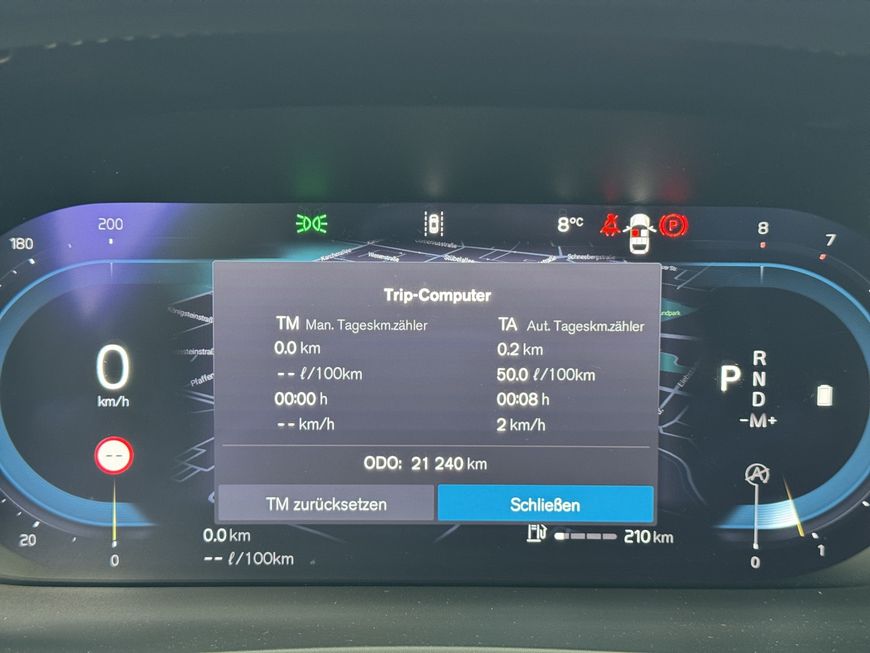 200
180
8°C
P
8
7
Stübefallee
Schneebergstraße
Trip-Computer
TM Man. Tageskm.zähler
0.0 km
-- ℓ/100km
00:00 h
-- km/h
TA Aut. Tageskm.zähler
0.2 km
50.0 ℓ/100km
00:08 h
2 km/h
ODO: 21 240 km
TM zurücksetzen
Schließen
0
km/h
--
P
R
N
D
-M+
A
20
0
0.0 km
-- ℓ/100km
210 km
0
1